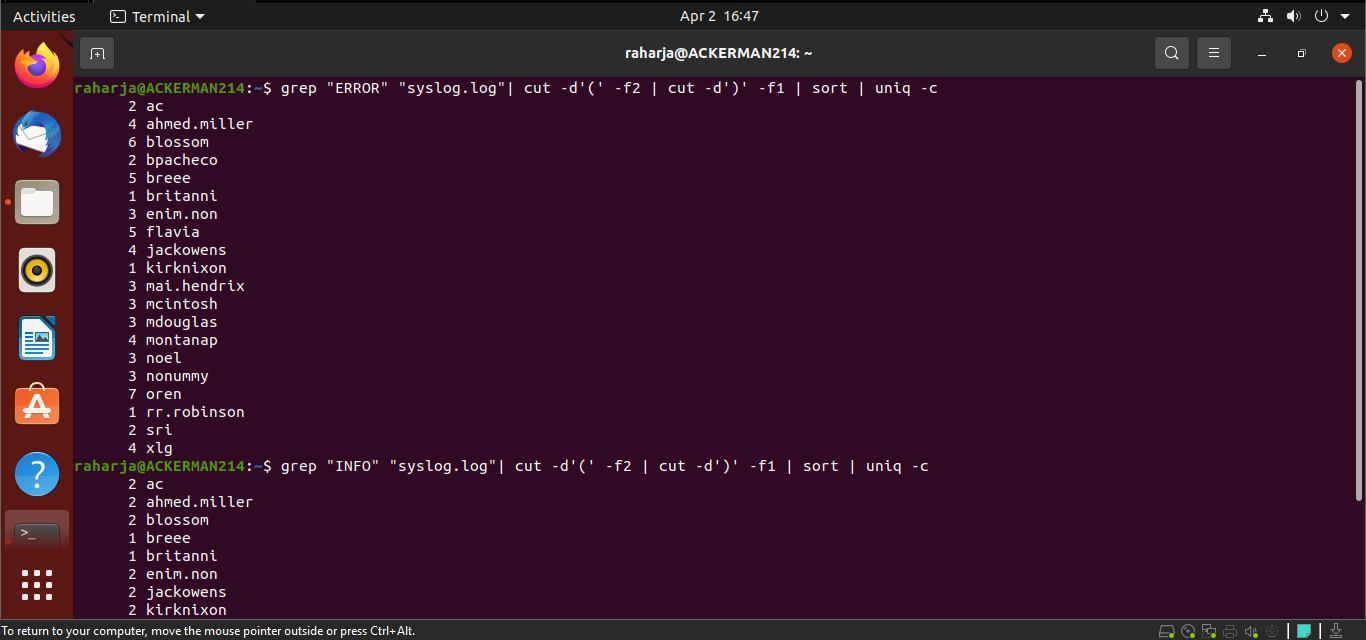 Activities Terminal Apr 2 16:47
raharja@ACKERMAN214: ~
raharja@ACKERMAN214:~$ grep "ERROR" "syslog.log"| cut -d'(' -f2 | cut -d')' -f1 | sort | uniq -c
2 ac
4 ahmed.miller
6 blossom
2 bpacheco
5 breee
1 britanni
3 enim.non
5 flavia
4 jackowens
1 kirknixon
3 mai.hendrix
3 mcintosh
3 mdouglas
4 montanap
3 noel
3 nonummy
7 oren
1 rr.robinson
2 sri
4 xlg
raharja@ACKERMAN214:~$ grep "INFO" "syslog.log"| cut -d'(' -f2 | cut -d')' -f1 | sort | uniq -c
2 ac
2 ahmed.miller
2 blossom
1 breee
1 britanni
2 enim.non
2 jackowens
2 kirknixon
To return to your computer, move the mouse pointer outside or press Ctrl+Alt.